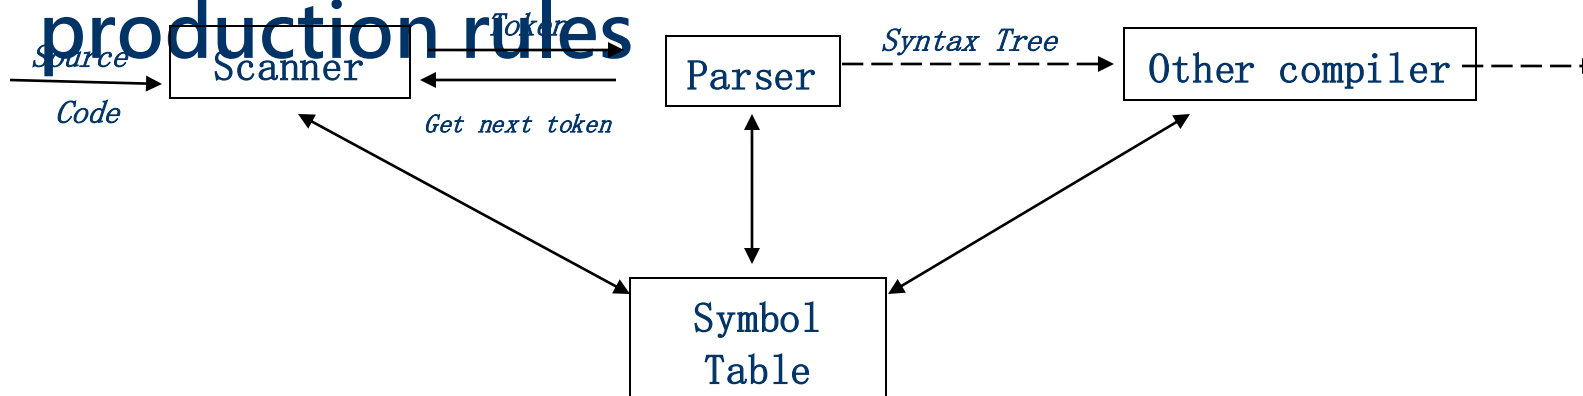 production rules
Source
Code
Scanner
Token
Get next token
Parser
Syntax Tree
Other compiler
Symbol
Table